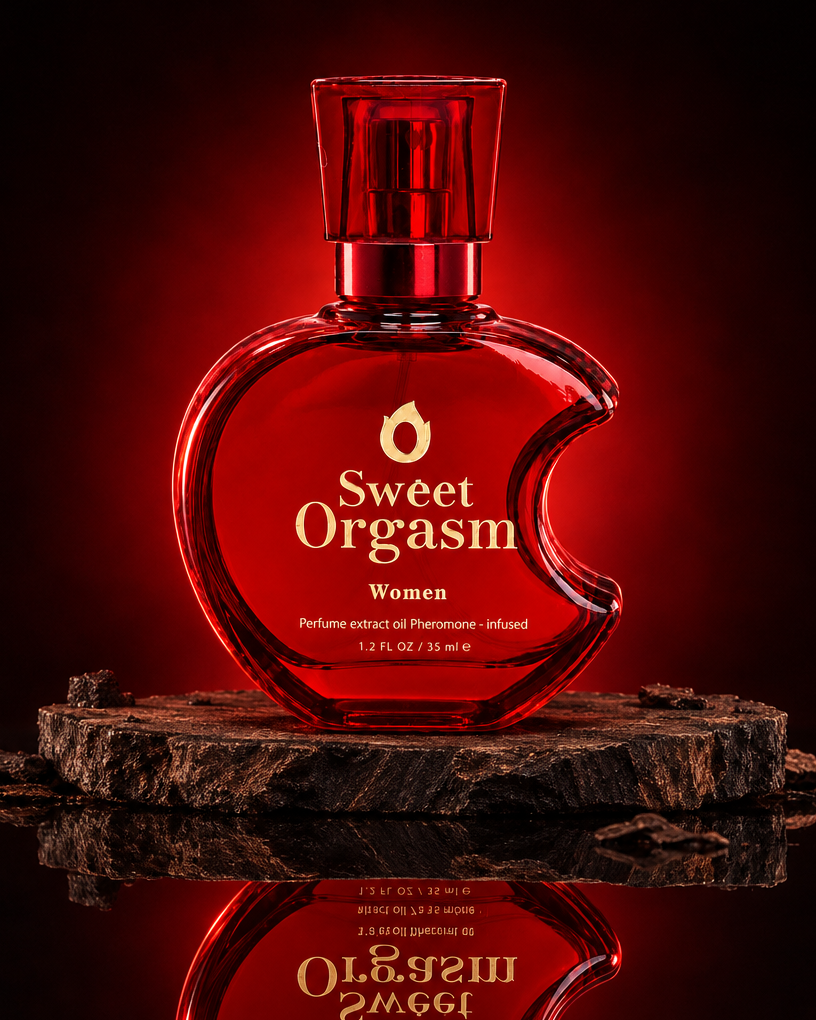 Sweet
Orgasm
Women
Perfume extract oil Pheromone - infused
1.2 FL OZ / 35 ml ℮